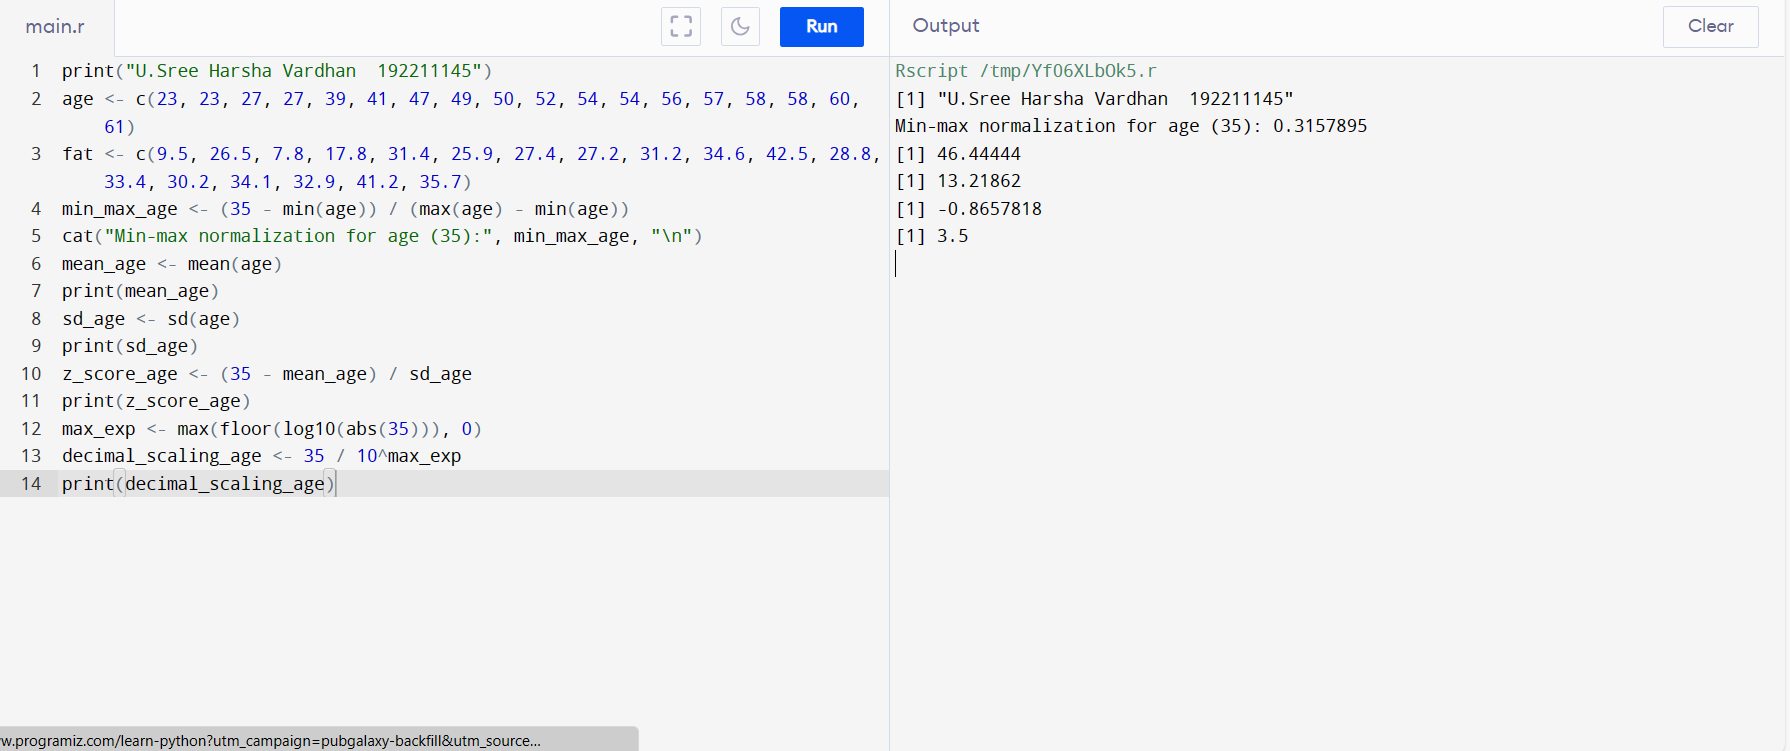 main.r
Run
Output
Clear
1 print("U.Sree Harsha Vardhan  192211145")
2 age <- c(23, 23, 27, 27, 39, 41, 47, 49, 50, 52, 54, 54, 56, 57, 58, 58, 60,
61)
3 fat <- c(9.5, 26.5, 7.8, 17.8, 31.4, 25.9, 27.4, 27.2, 31.2, 34.6, 42.5, 28.8,
33.4, 30.2, 34.1, 32.9, 41.2, 35.7)
4 min_max_age <- (35 - min(age)) / (max(age) - min(age))
5 cat("Min-max normalization for age (35):", min_max_age, "\n")
6 mean_age <- mean(age)
7 print(mean_age)
8 sd_age <- sd(age)
9 print(sd_age)
10 z_score_age <- (35 - mean_age) / sd_age
11 print(z_score_age)
12 max_exp <- max(floor(log10(abs(35))), 0)
13 decimal_scaling_age <- 35 / 10^max_exp
14 print(decimal_scaling_age)
Rscript /tmp/YfO6XLbOk5.r
[1] "U.Sree Harsha Vardhan  192211145"
Min-max normalization for age (35): 0.3157895
[1] 46.44444
[1] 13.21862
[1] -0.8657818
[1] 3.5
w.programiz.com/learn-python?utm_campaign=pubgalaxy-backfill&utm_source...